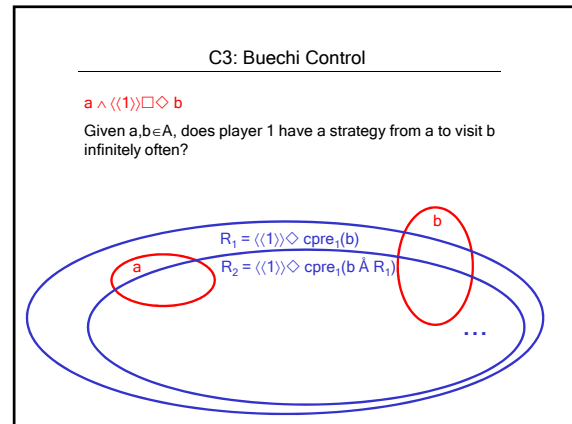 C3: Buechi Control
a ∧ ⟨⟨1⟩⟩□◇ b
Given a,b∈A, does player 1 have a strategy from a to visit b
infinitely often?
b
R₁ = ⟨⟨1⟩⟩◇ cpre₁(b)
a
R₂ = ⟨⟨1⟩⟩◇ cpre₁(b Å R₁)
...